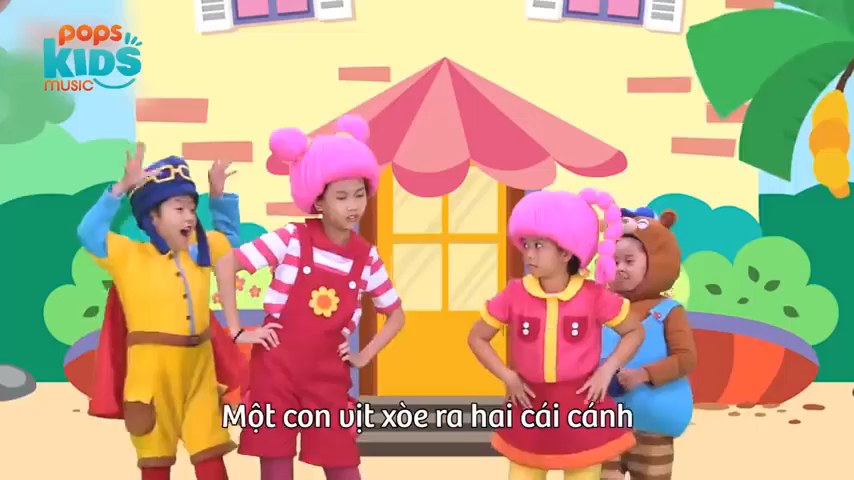 POPS
KIDS
MUSIC
Một con vịt xòe ra hai cái cánh